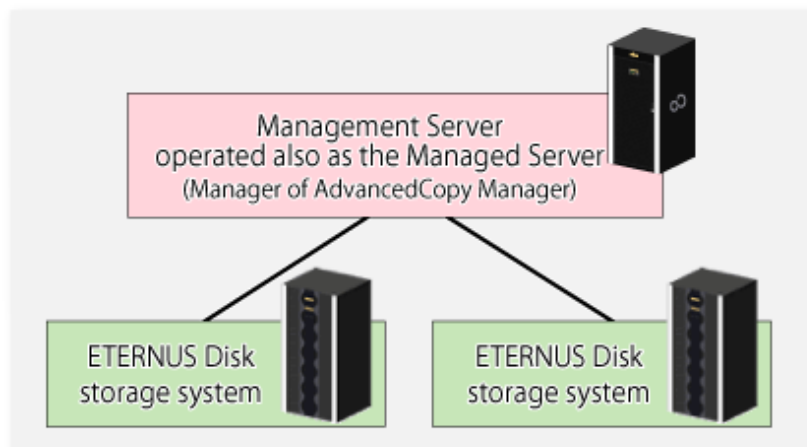 Management Server
operated also as the Managed Server
(Manager of AdvancedCopy Manager)
ETERNUS Disk
storage system
ETERNUS Disk
storage system